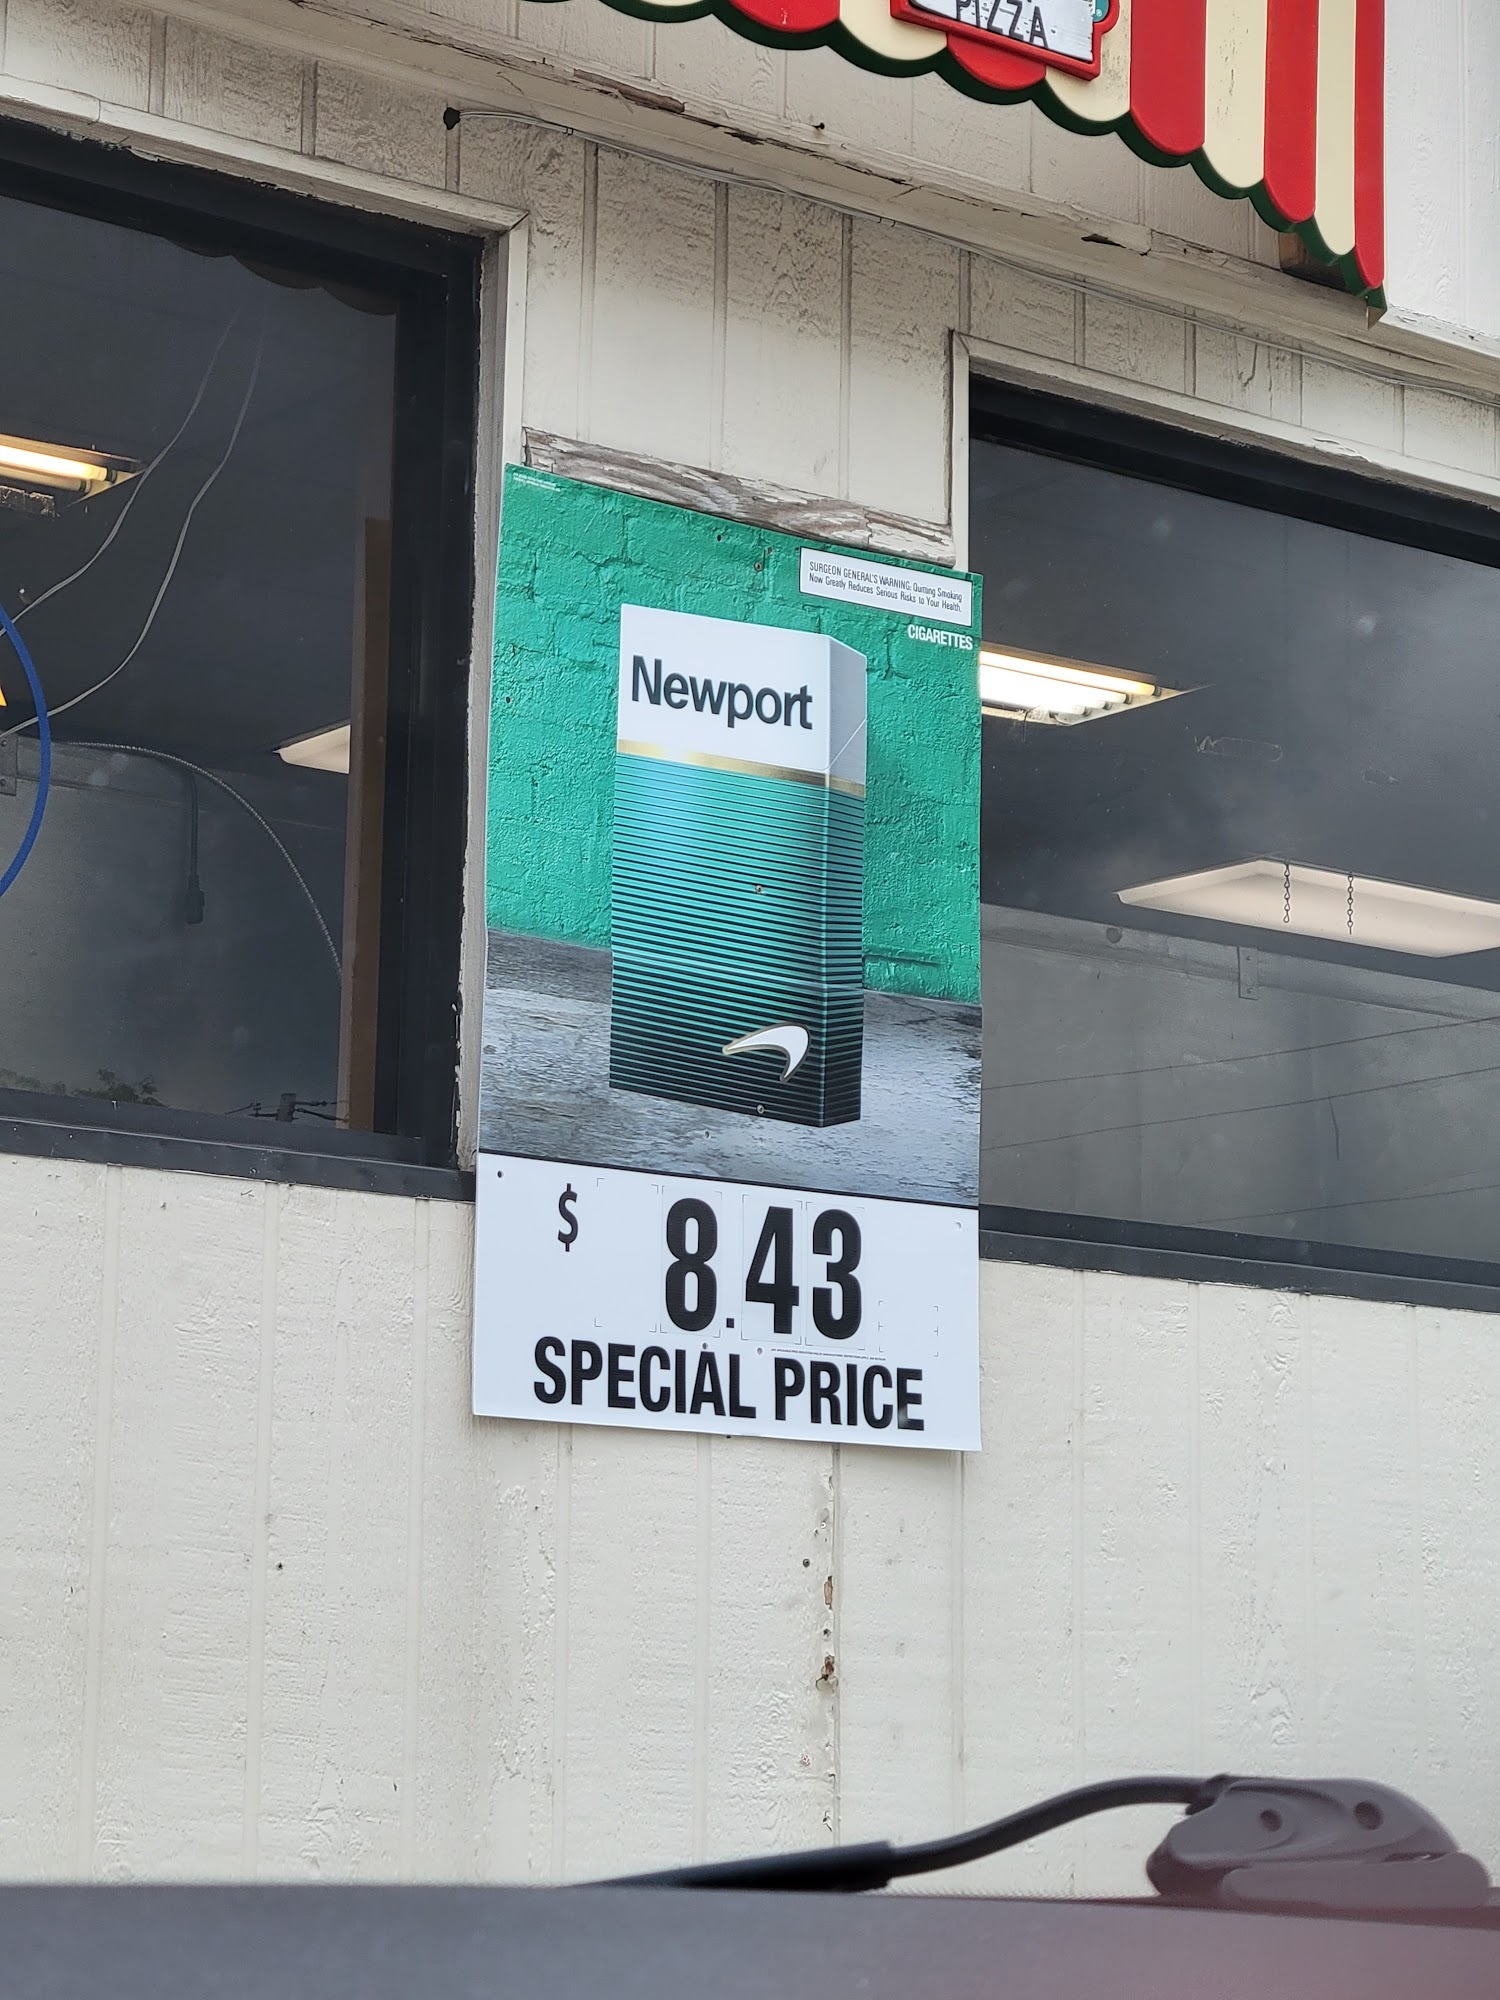 PIZZA
SURGEON GENERAL'S WARNING: Quitting Smoking
Now Greatly Reduces Serious Risks to Your Health.
CIGARETTES
Newport
$ 8.43
SPECIAL PRICE